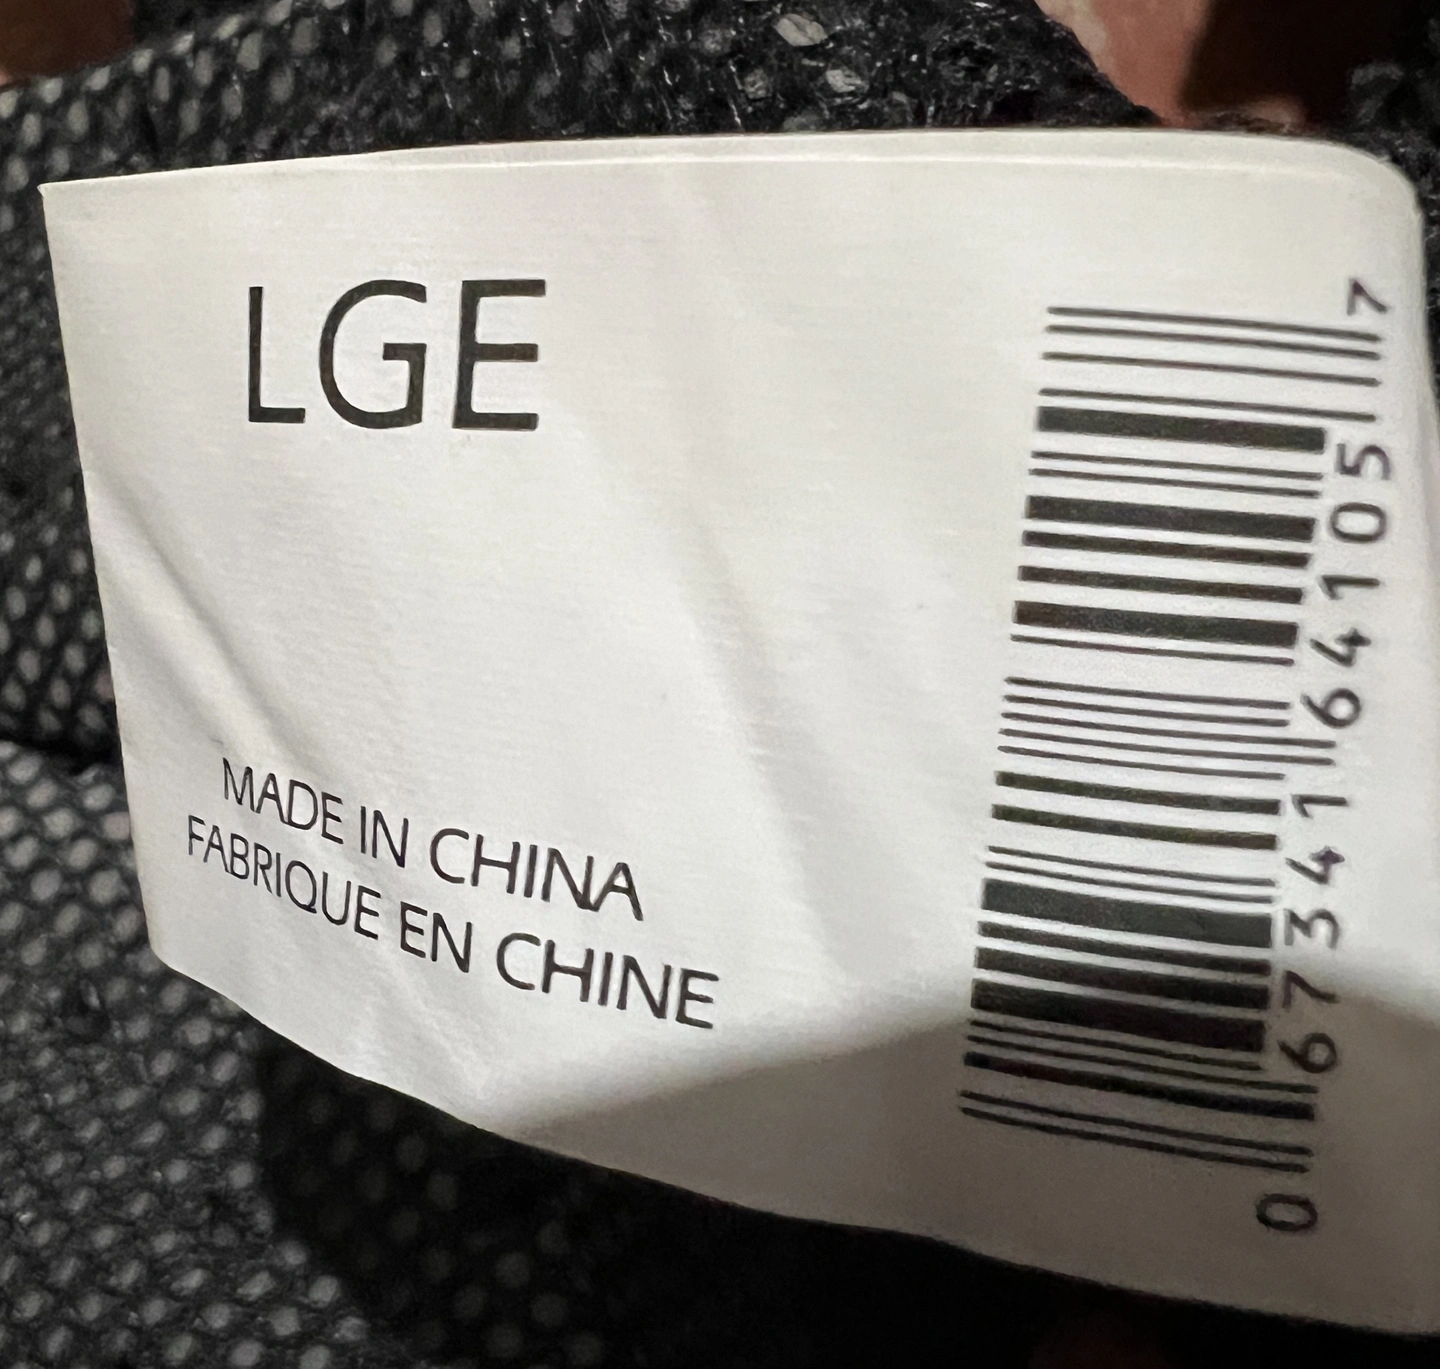 LGE
MADE IN CHINA
FABRIQUE EN CHINE
0 67341 64105 7